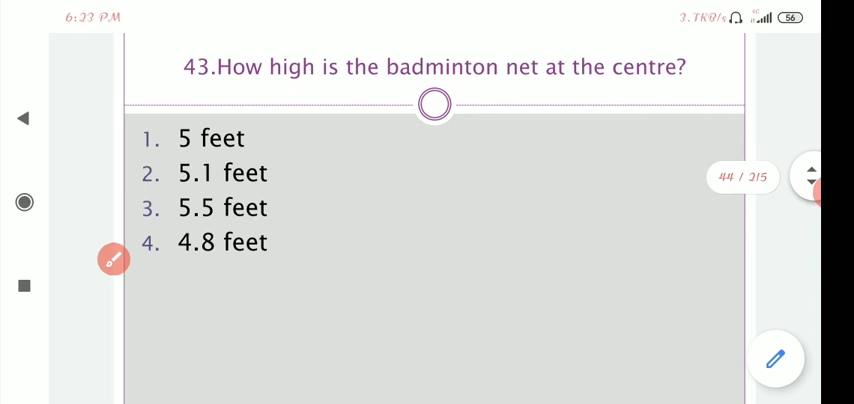 6:23 PM
3.7KB/s 4G 56
43.How high is the badminton net at the centre?
1. 5 feet
2. 5.1 feet
3. 5.5 feet
4. 4.8 feet
44 / 215